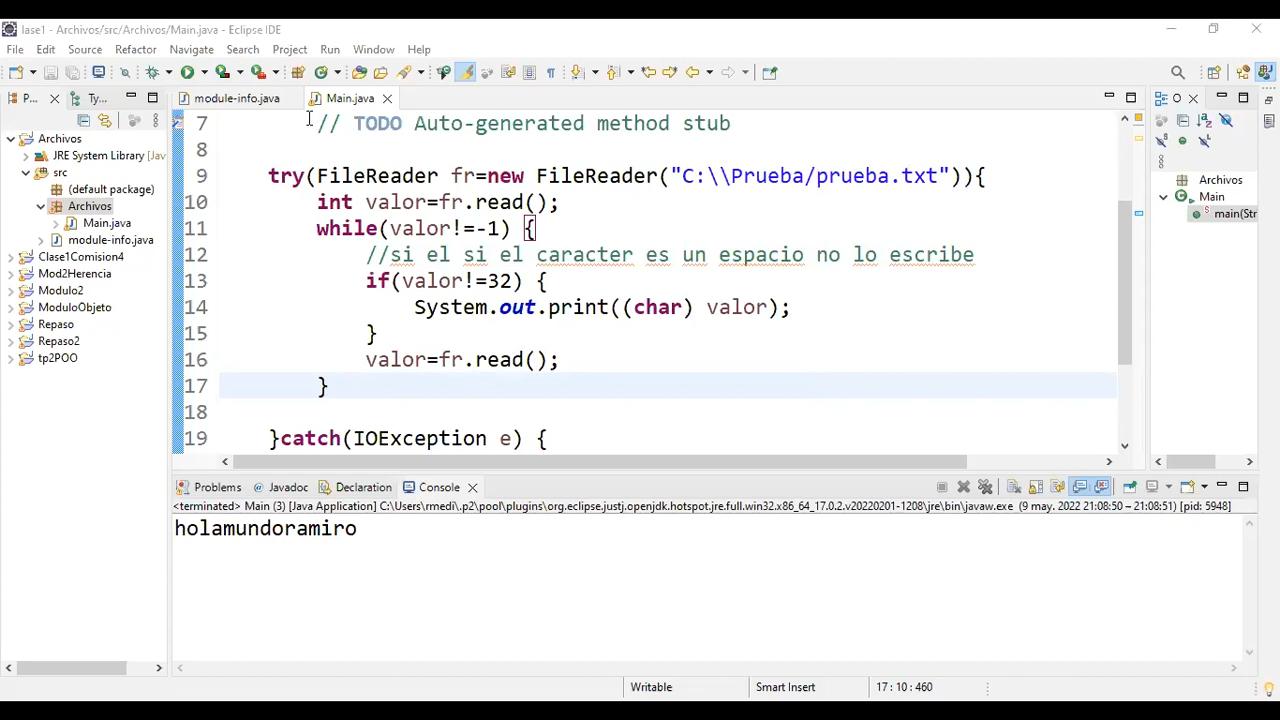 lase1 - Archivos/src/Archivos/Main.java - Eclipse IDE
File Edit Source Refactor Navigate Search Project Run Window Help
P... Ty... module-info.java Main.java O
Archivos
JRE System Library [Jav
src
(default package)
Archivos
Main.java
module-info.java
Clase1Comision4
Mod2Herencia
Modulo2
ModuloObjeto
Repaso
Repaso2
tp2POO
7 // TODO Auto-generated method stub
8
9 try(FileReader fr=new FileReader("C:\\Prueba/prueba.txt")){
10 int valor=fr.read();
11 while(valor!=-1) {
12 //si el si el caracter es un espacio no lo escribe
13 if(valor!=32) {
14 System.out.print((char) valor);
15 }
16 valor=fr.read();
17 }
18
19 }catch(IOException e) {
Archivos
Main
main(Str
Problems Javadoc Declaration Console
<terminated> Main (3) [Java Application] C:\Users\rmedi\.p2\pool\plugins\org.eclipse.justj.openjdk.hotspot.jre.full.win32.x86_64_17.0.2.v20220201-1208\jre\bin\javaw.exe (9 may. 2022 21:08:50 – 21:08:51) [pid: 5948]
holamundoramiro
Writable Smart Insert 17 : 10 : 460